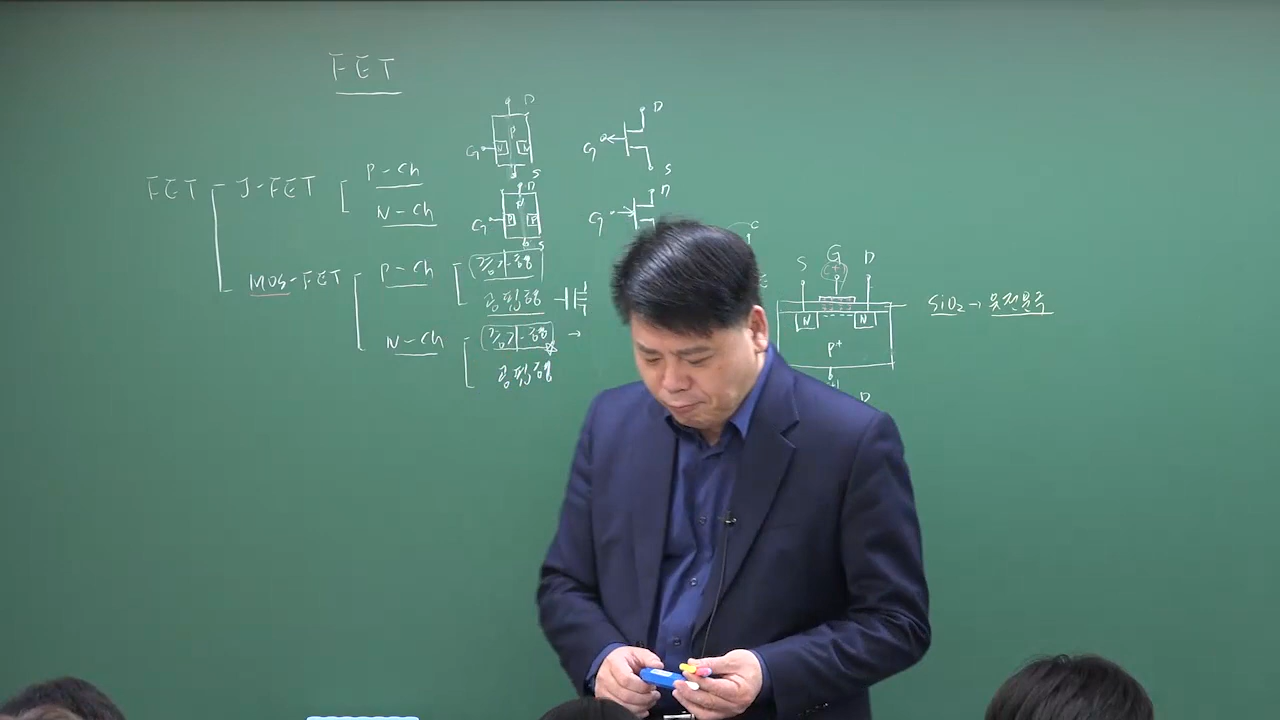 FET
D
P
G N N
S
D
G
S
FET J-FET P-ch
N-ch
D
G P P
S
D
G
MOS-FET P-ch 증가형
공핍형
N-ch 증가형 →
공핍형
S G D
N N
P+
D
SiO2 → 유전물질